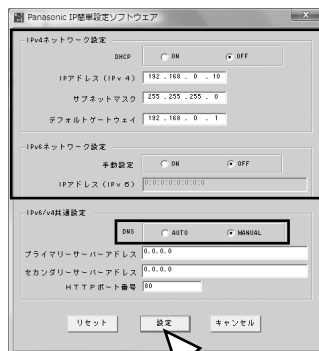 Panasonic IP簡単設定ソフトウエア
IPv4ネットワーク設定
DHCP ON OFF
IPアドレス (IPv4) 192 .168 . 0 . 10
サブネットマスク 255 .255 .255 . 0
デフォルトゲートウェイ 192 .168 . 0 . 1
IPv6ネットワーク設定
手動設定 ON OFF
IPアドレス (IPv6) 0:0:0:0:0:0:0:0
IPv6/v4共通設定
DNS AUTO MANUAL
プライマリーサーバーアドレス 0.0.0.0
セカンダリーサーバーアドレス 0.0.0.0
HTTPポート番号 80
リセット 設定 キャンセル